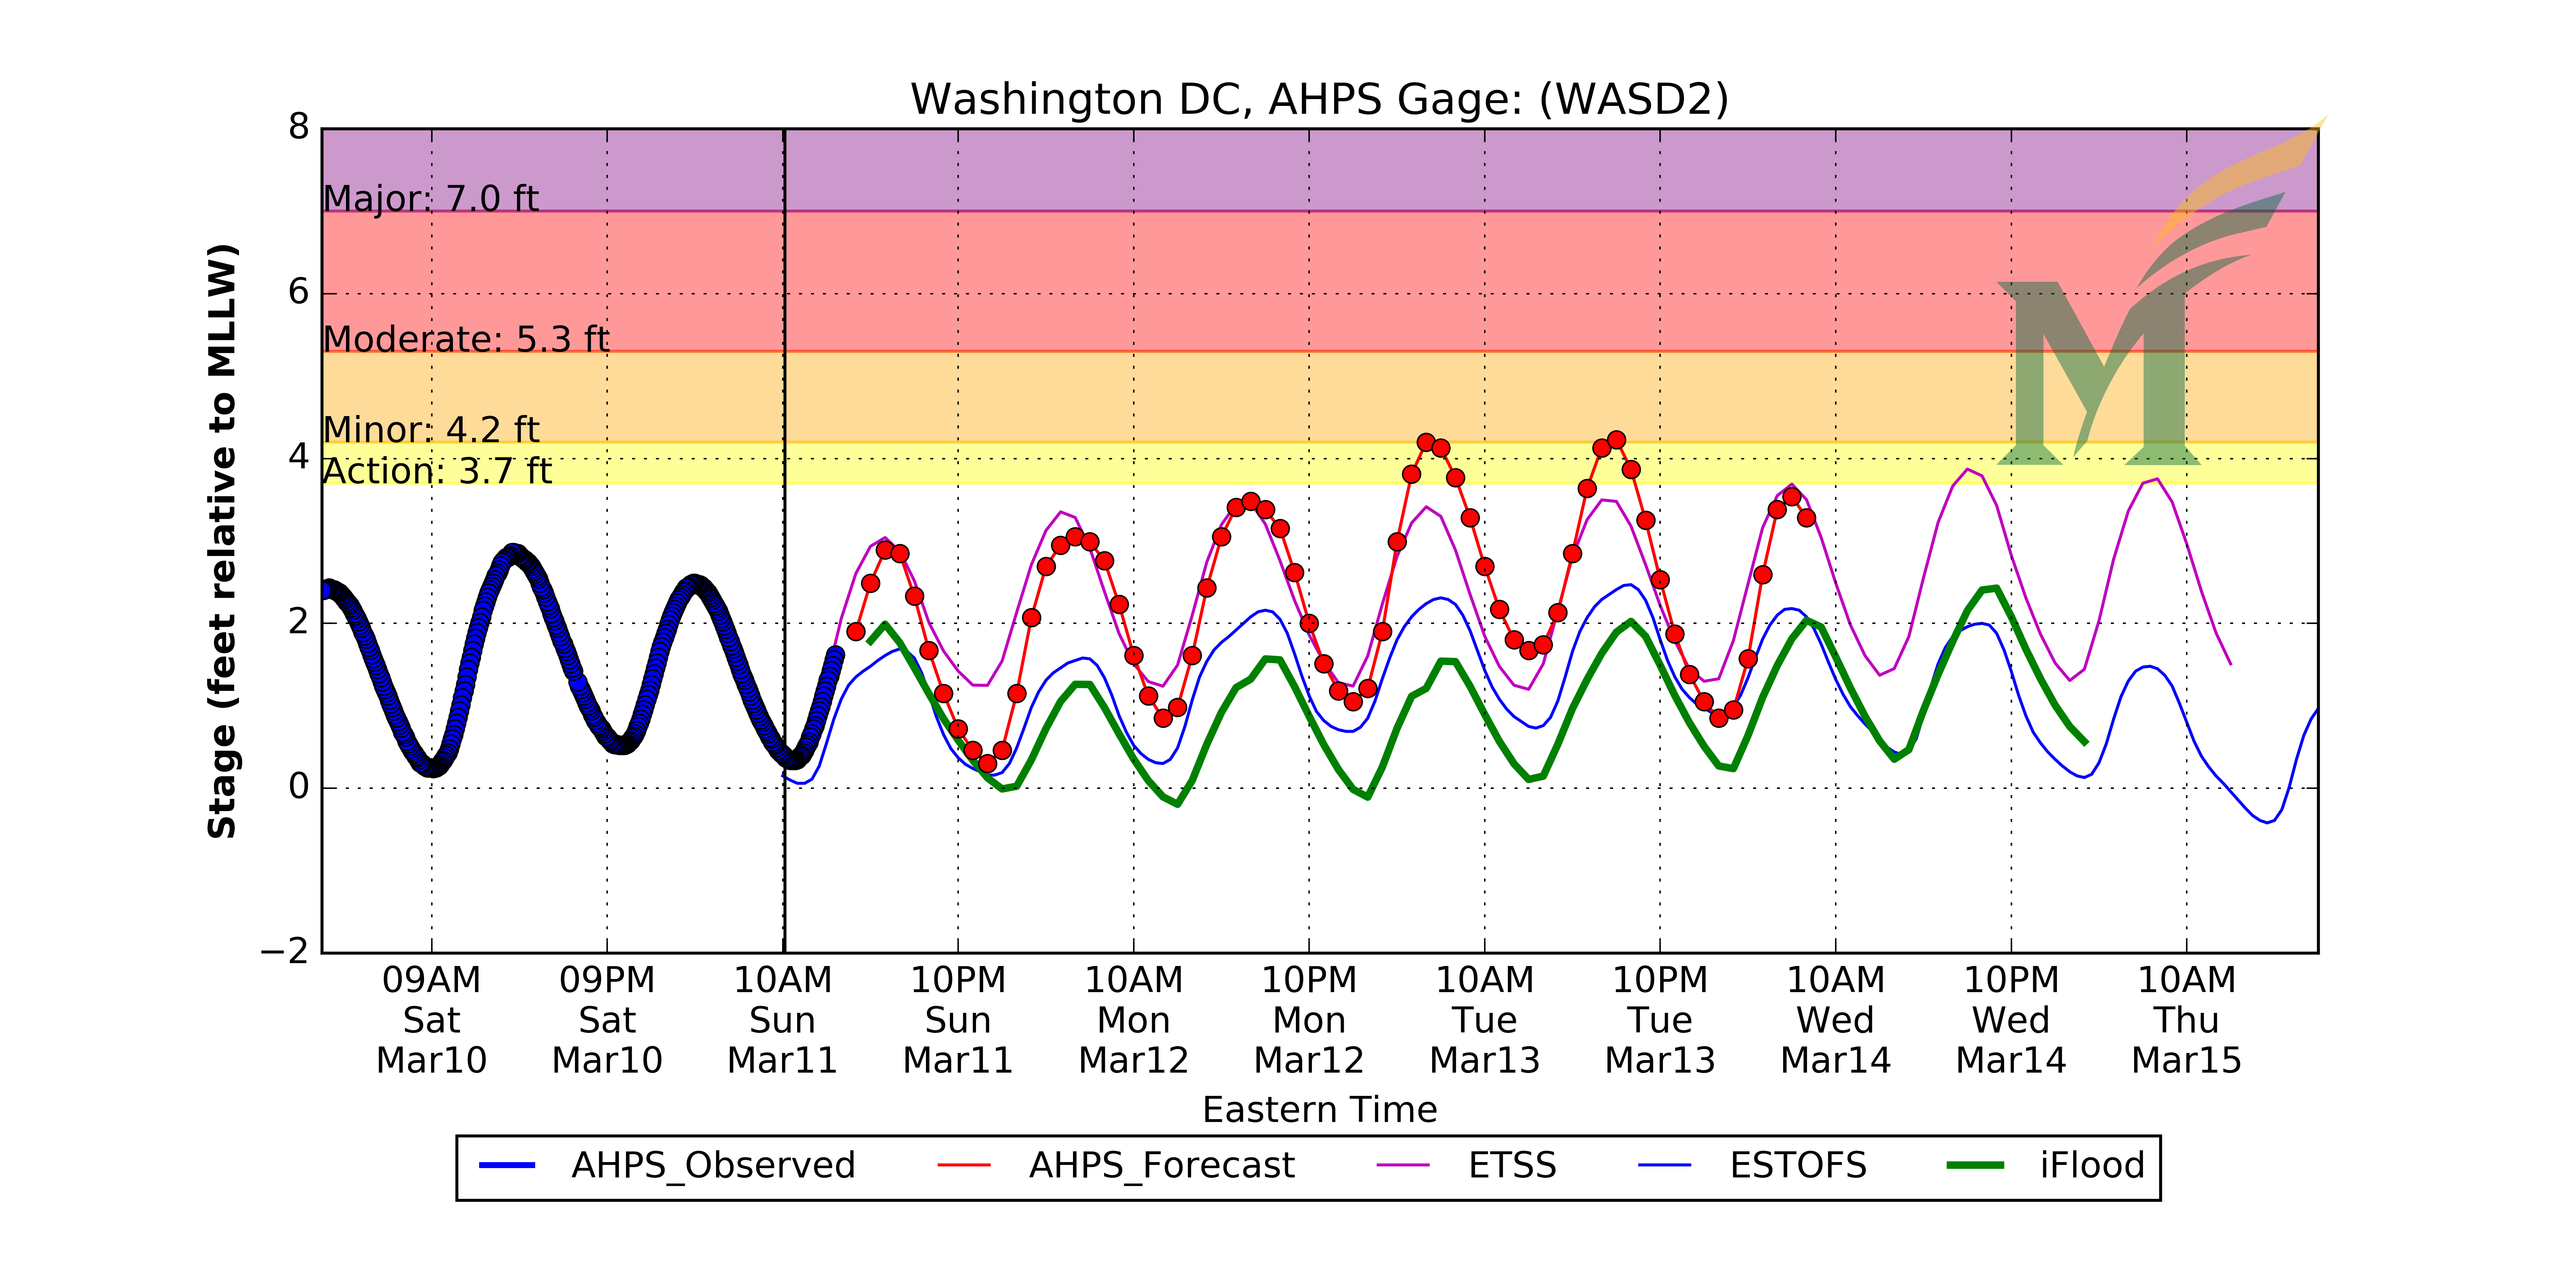 Washington DC, AHPS Gage: (WASD2)
8
6
4
2
0
−2
Stage (feet relative to MLLW)
Major: 7.0 ft
Moderate: 5.3 ft
Minor: 4.2 ft
Action: 3.7 ft
09AM 09PM 10AM 10PM 10AM 10PM 10AM 10PM 10AM 10PM 10AM
Sat Sat Sun Sun Mon Mon Tue Tue Wed Wed Thu
Mar10 Mar10 Mar11 Mar11 Mar12 Mar12 Mar13 Mar13 Mar14 Mar14 Mar15
Eastern Time
AHPS_Observed AHPS_Forecast ETSS ESTOFS iFlood